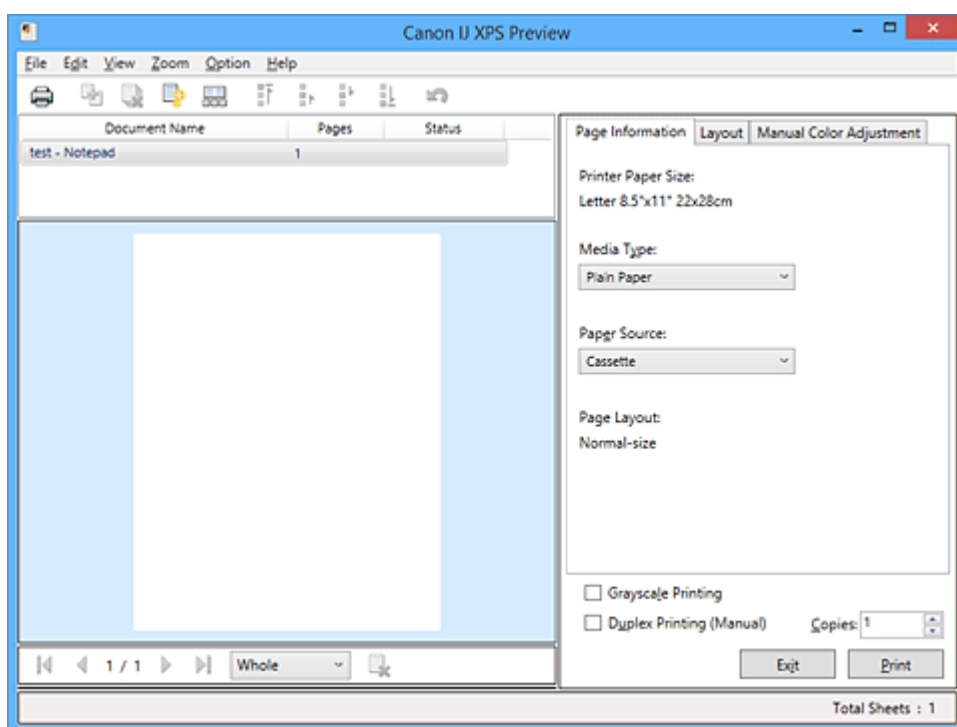 Canon IJ XPS Preview
File Edit View Zoom Option Help
Document Name Pages Status
test - Notepad 1
Page Information Layout Manual Color Adjustment
Printer Paper Size:
Letter 8.5"x11" 22x28cm
Media Type:
Plain Paper
Paper Source:
Cassette
Page Layout:
Normal-size
Grayscale Printing
Duplex Printing (Manual) Copies: 1
1 / 1 Whole Exit Print
Total Sheets : 1